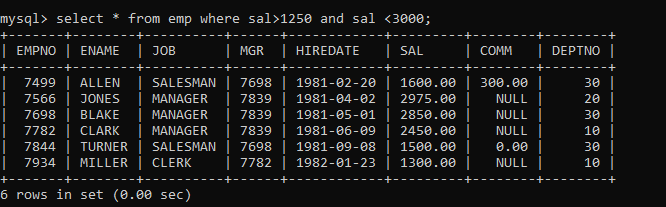 mysql> select * from emp where sal>1250 and sal <3000;
+-------+--------+----------+------+------------+---------+--------+--------+
| EMPNO | ENAME  | JOB      | MGR  | HIREDATE   | SAL     | COMM   | DEPTNO |
+-------+--------+----------+------+------------+---------+--------+--------+
|  7499 | ALLEN  | SALESMAN | 7698 | 1981-02-20 | 1600.00 | 300.00 |     30 |
|  7566 | JONES  | MANAGER  | 7839 | 1981-04-02 | 2975.00 |   NULL |     20 |
|  7698 | BLAKE  | MANAGER  | 7839 | 1981-05-01 | 2850.00 |   NULL |     30 |
|  7782 | CLARK  | MANAGER  | 7839 | 1981-06-09 | 2450.00 |   NULL |     10 |
|  7844 | TURNER | SALESMAN | 7698 | 1981-09-08 | 1500.00 |   0.00 |     30 |
|  7934 | MILLER | CLERK    | 7782 | 1982-01-23 | 1300.00 |   NULL |     10 |
+-------+--------+----------+------+------------+---------+--------+--------+
6 rows in set (0.00 sec)